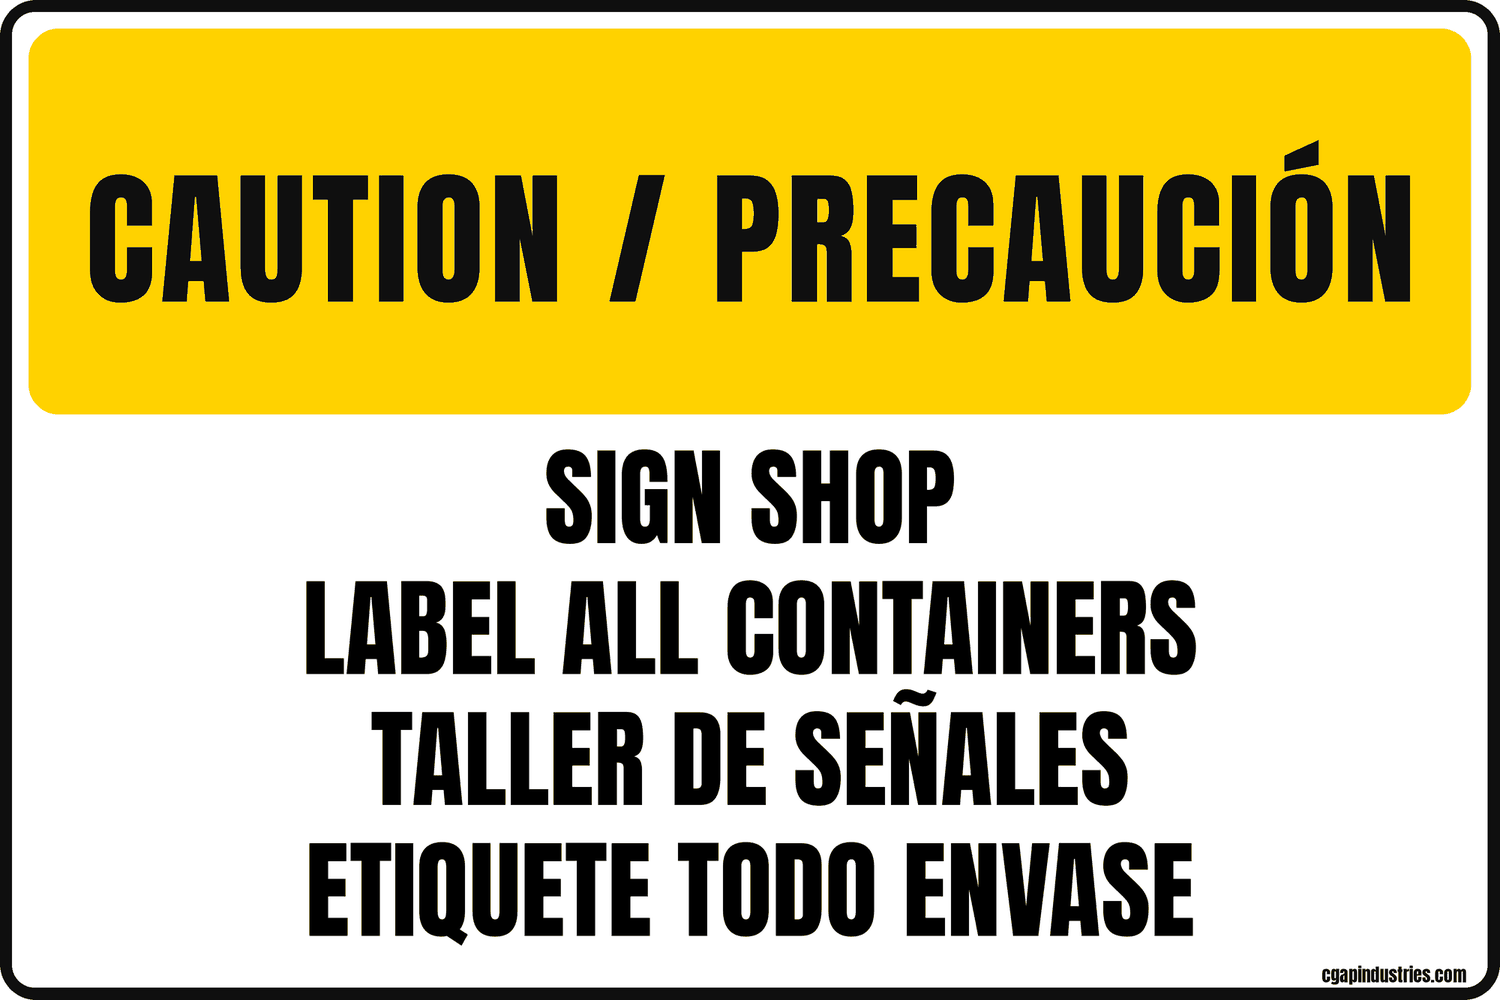 CAUTION / PRECAUCIÓN
SIGN SHOP
LABEL ALL CONTAINERS
TALLER DE SEÑALES
ETIQUETE TODO ENVASE
cgapindustries.com